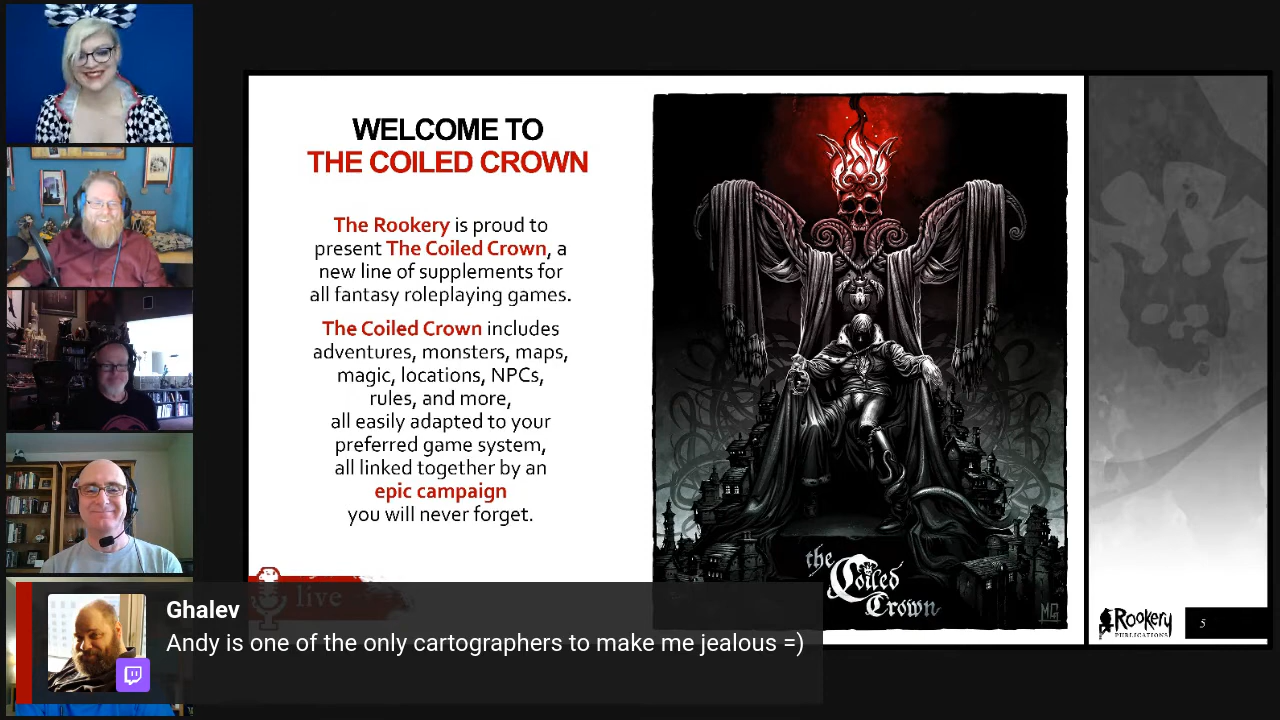 WELCOME TO
THE COILED CROWN
The Rookery is proud to
present The Coiled Crown, a
new line of supplements for
all fantasy roleplaying games.
The Coiled Crown includes
adventures, monsters, maps,
magic, locations, NPCs,
rules, and more,
all easily adapted to your
preferred game system,
all linked together by an
epic campaign
you will never forget.
the
Coiled
Crown
MG
Rookery
PUBLICATIONS
5
live
Ghalev
Andy is one of the only cartographers to make me jealous =)